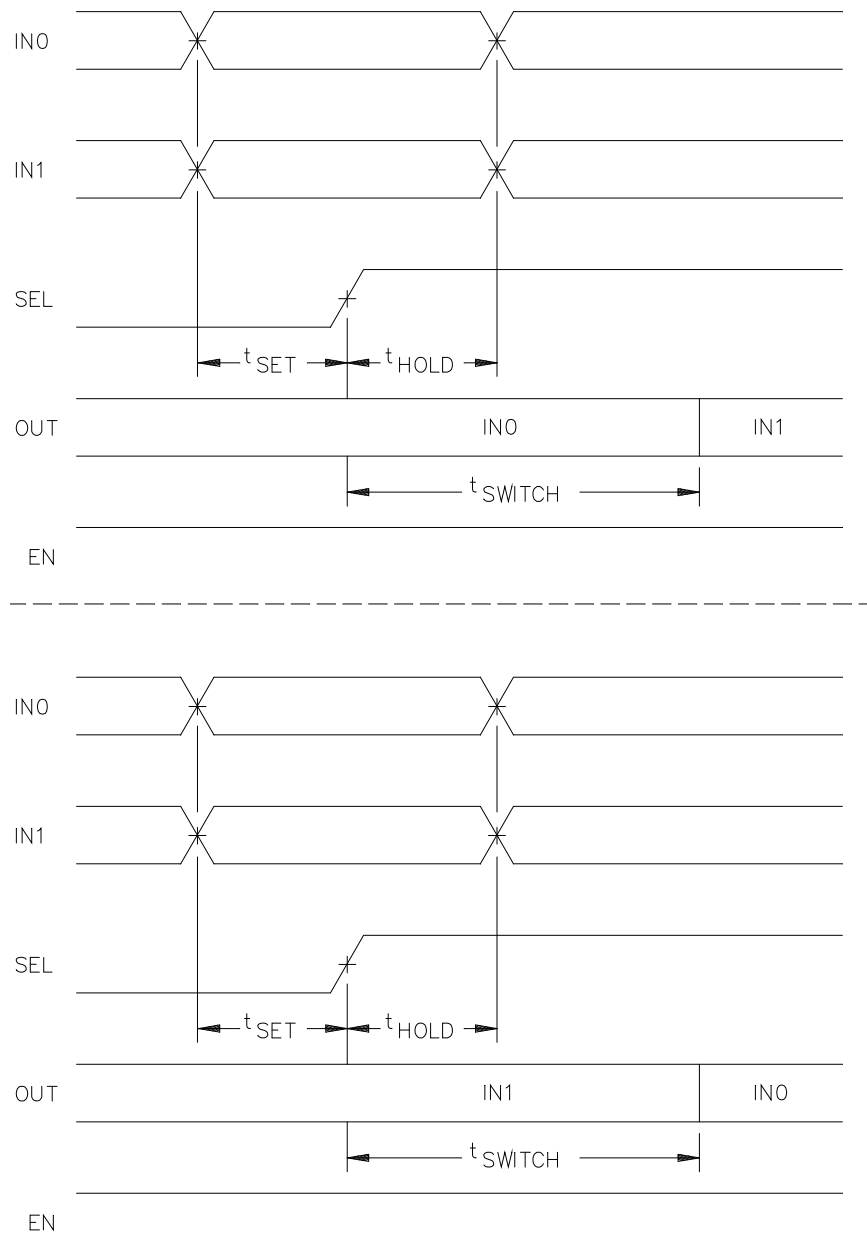 IN0
IN1
SEL
tSET tHOLD
OUT IN0 IN1
tSWITCH
EN
IN0
IN1
SEL
tSET tHOLD
OUT IN1 IN0
tSWITCH
EN